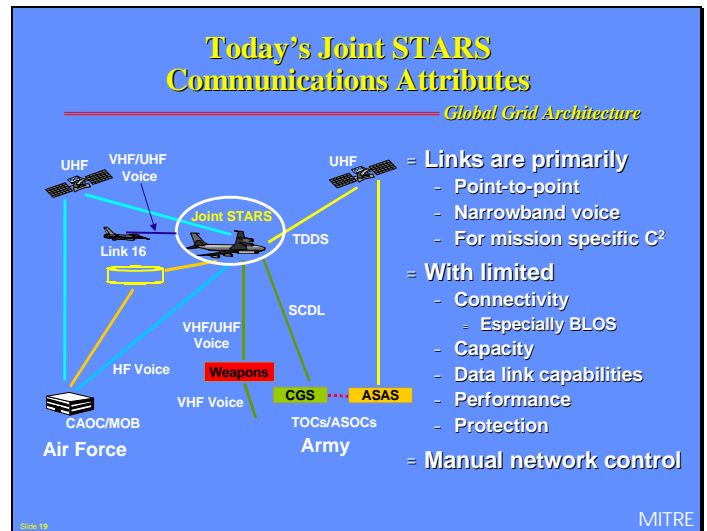 Today's Joint STARS
Communications Attributes
Global Grid Architecture
UHF
VHF/UHF
Voice
UHF
Joint STARS
Link 16
TDDS
SCDL
VHF/UHF
Voice
HF Voice
Weapons
VHF Voice
CGS
ASAS
CAOC/MOB
TOCs/ASOCs
Air Force
Army
= Links are primarily
- Point-to-point
- Narrowband voice
- For mission specific C²
= With limited
- Connectivity
= Especially BLOS
- Capacity
- Data link capabilities
- Performance
- Protection
= Manual network control
Slide 19
MITRE